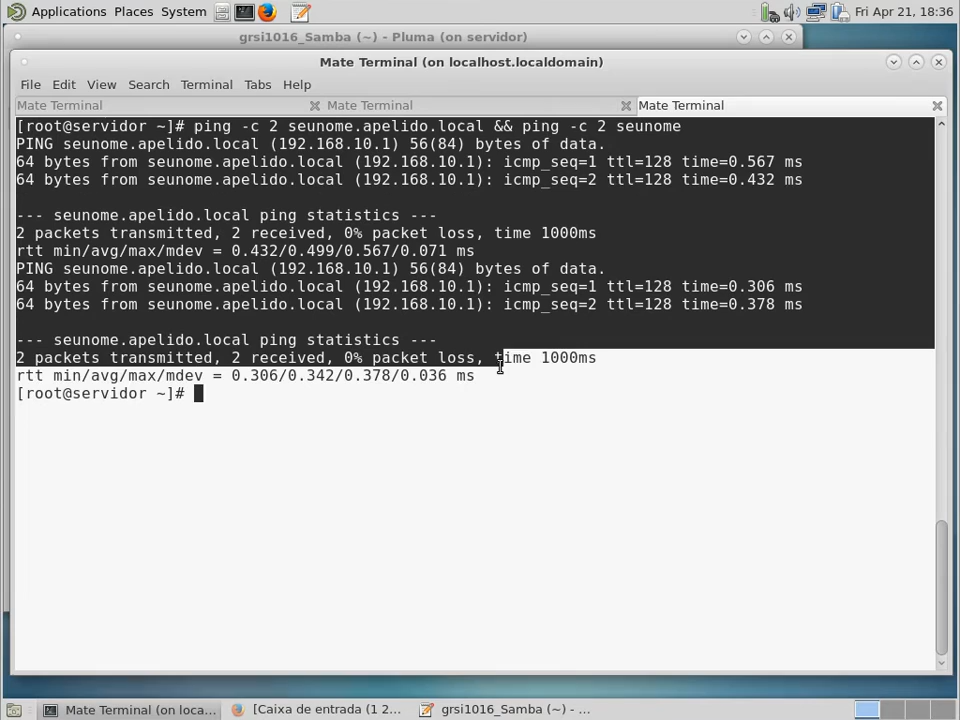 Applications Places System Fri Apr 21, 18:36
grsi1016_Samba (~) - Pluma (on servidor)
Mate Terminal (on localhost.localdomain)
File Edit View Search Terminal Tabs Help
Mate Terminal Mate Terminal Mate Terminal
[root@servidor ~]# ping -c 2 seunome.apelido.local && ping -c 2 seunome
PING seunome.apelido.local (192.168.10.1) 56(84) bytes of data.
64 bytes from seunome.apelido.local (192.168.10.1): icmp_seq=1 ttl=128 time=0.567 ms
64 bytes from seunome.apelido.local (192.168.10.1): icmp_seq=2 ttl=128 time=0.432 ms
--- seunome.apelido.local ping statistics ---
2 packets transmitted, 2 received, 0% packet loss, time 1000ms
rtt min/avg/max/mdev = 0.432/0.499/0.567/0.071 ms
PING seunome.apelido.local (192.168.10.1) 56(84) bytes of data.
64 bytes from seunome.apelido.local (192.168.10.1): icmp_seq=1 ttl=128 time=0.306 ms
64 bytes from seunome.apelido.local (192.168.10.1): icmp_seq=2 ttl=128 time=0.378 ms
--- seunome.apelido.local ping statistics ---
2 packets transmitted, 2 received, 0% packet loss, time 1000ms
rtt min/avg/max/mdev = 0.306/0.342/0.378/0.036 ms
[root@servidor ~]#
Mate Terminal (on loca... [Caixa de entrada (1 2... grsi1016_Samba (~) - ...